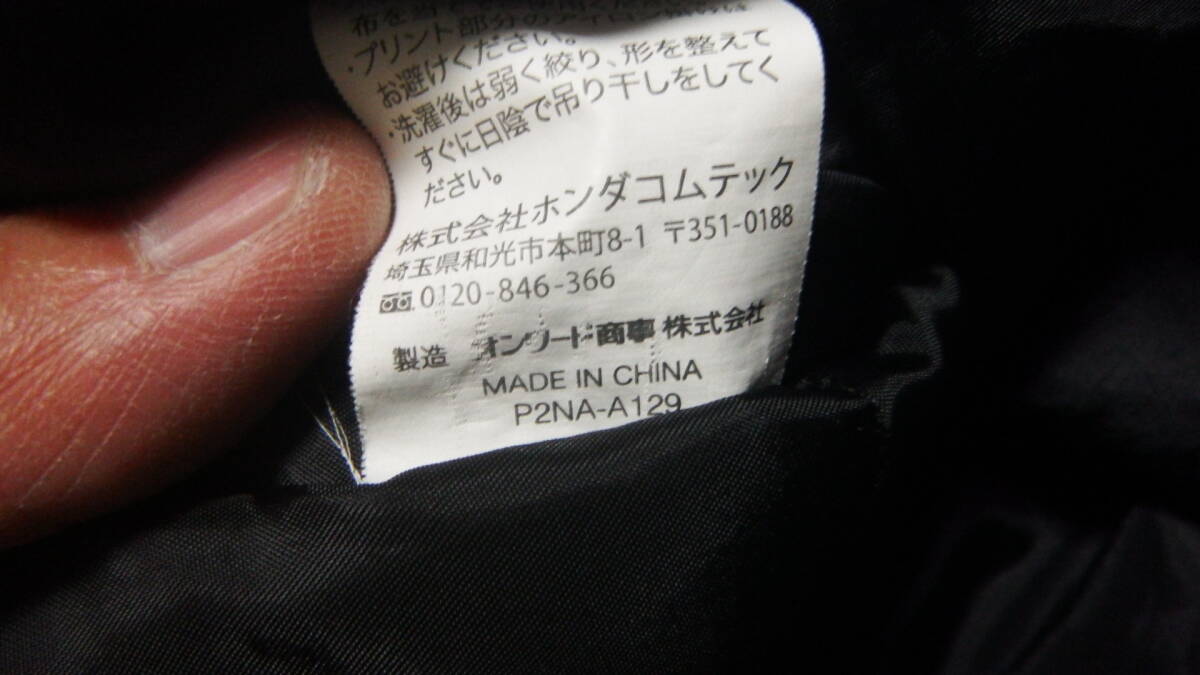 布を当て
・プリント部分のアイロン
お避けください。
・洗濯後は弱く絞り、形を整えて
すぐに日陰で吊り干しをしてく
ださい。
株式会社ホンダコムテック
埼玉県和光市本町8-1 〒351-0188
0120-846-366
製造 オンワード商事株式会社
MADE IN CHINA
P2NA-A129